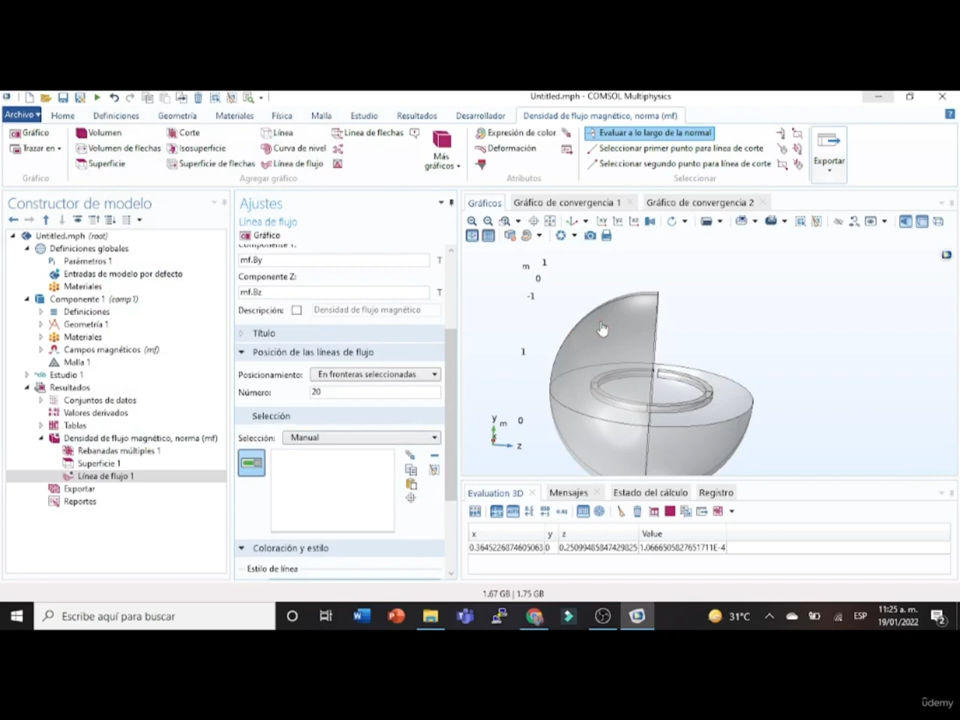 Untitled.mph - COMSOL Multiphysics
Archivo Home Definiciones Geometría Materiales Física Malla Estudio Resultados Desarrollador Densidad de flujo magnético, norma (mf)
Gráfico Volumen Corte Línea Línea de flechas Expresión de color Evaluar a lo largo de la normal
Trazar en Volumen de flechas Isosuperficie Curva de nivel Deformación Seleccionar primer punto para línea de corte
Superficie Superficie de flechas Línea de flujo Más gráficos Seleccionar segundo punto para línea de corte Exportar
Gráfico Agregar gráfico Atributos Seleccionar
Constructor de modelo
Untitled.mph (root)
Definiciones globales
Parámetros 1
Entradas de modelo por defecto
Materiales
Componente 1 (comp1)
Definiciones
Geometría 1
Materiales
Campos magnéticos (mf)
Malla 1
Estudio 1
Resultados
Conjuntos de datos
Valores derivados
Tablas
Densidad de flujo magnético, norma (mf)
Rebanadas múltiples 1
Superficie 1
Línea de flujo 1
Exportar
Reportes
Ajustes
Línea de flujo
Gráfico
mf.By
Componente Z:
mf.Bz
Descripción: Densidad de flujo magnético
Título
Posición de las líneas de flujo
Posicionamiento: En fronteras seleccionadas
Número: 20
Selección
Selección: Manual
Coloración y estilo
Estilo de línea
Gráficos Gráfico de convergencia 1 Gráfico de convergencia 2
m 1
0
-1
1
0
m
y
z
Evaluation 3D Mensajes Estado del cálculo Registro
x y z Value
0.3645226874605063 0 0.25099485847429825 1.0666505827651711E-4
1.67 GB | 1.75 GB
Escribe aquí para buscar
31°C
ESP
11:25 a. m.
19/01/2022
2
ûdemy